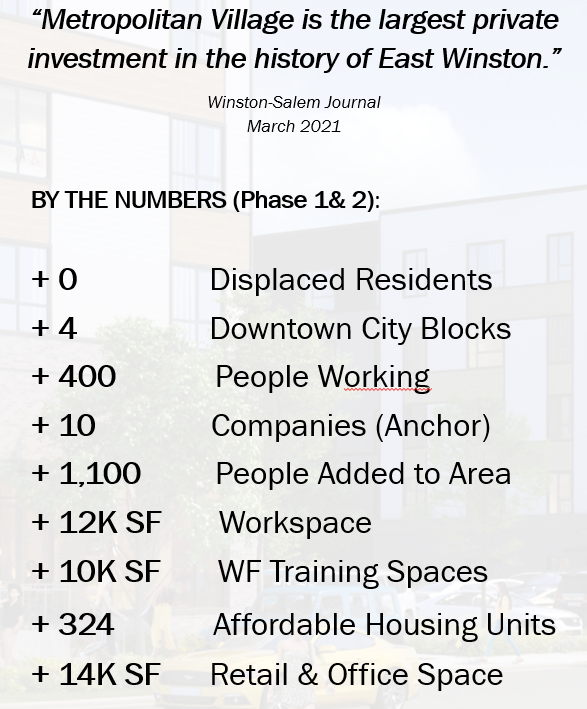 “Metropolitan Village is the largest private
investment in the history of East Winston.”
Winston-Salem Journal
March 2021
BY THE NUMBERS (Phase 1& 2):
+ 0 Displaced Residents
+ 4 Downtown City Blocks
+ 400 People Working
+ 10 Companies (Anchor)
+ 1,100 People Added to Area
+ 12K SF Workspace
+ 10K SF WF Training Spaces
+ 324 Affordable Housing Units
+ 14K SF Retail & Office Space